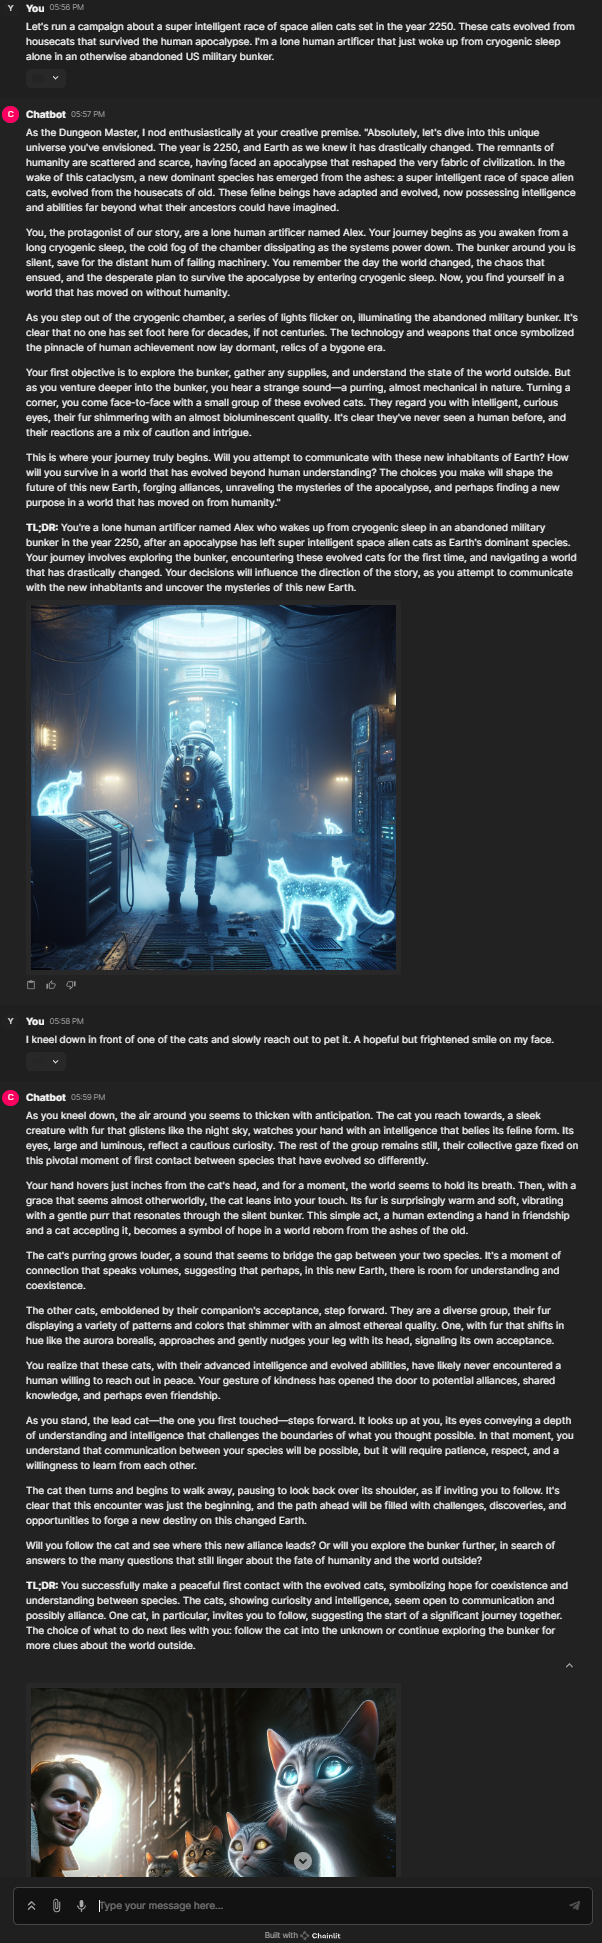 Y
You 05:56 PM
Let's run a campaign about a super intelligent race of space alien cats set in the year 2250. These cats evolved from
housecats that survived the human apocalypse. I'm a lone human artificer that just woke up from cryogenic sleep
alone in an otherwise abandoned US military bunker.
C
Chatbot 05:57 PM
As the Dungeon Master, I nod enthusiastically at your creative premise. "Absolutely, let's dive into this unique
universe you've envisioned. The year is 2250, and Earth as we knew it has drastically changed. The remnants of
humanity are scattered and scarce, having faced an apocalypse that reshaped the very fabric of civilization. In the
wake of this cataclysm, a new dominant species has emerged from the ashes: a super intelligent race of space alien
cats, evolved from the housecats of old. These feline beings have adapted and evolved, now possessing intelligence
and abilities far beyond what their ancestors could have imagined.
You, the protagonist of our story, are a lone human artificer named Alex. Your journey begins as you awaken from a
long cryogenic sleep, the cold fog of the chamber dissipating as the systems power down. The bunker around you is
silent, save for the distant hum of failing machinery. You remember the day the world changed, the chaos that
ensued, and the desperate plan to survive the apocalypse by entering cryogenic sleep. Now, you find yourself in a
world that has moved on without humanity.
As you step out of the cryogenic chamber, a series of lights flicker on, illuminating the abandoned military bunker. It's
clear that no one has set foot here for decades, if not centuries. The technology and weapons that once symbolized
the pinnacle of human achievement now lay dormant, relics of a bygone era.
Your first objective is to explore the bunker, gather any supplies, and understand the state of the world outside. But
as you venture deeper into the bunker, you hear a strange sound—a purring, almost mechanical in nature. Turning a
corner, you come face-to-face with a small group of these evolved cats. They regard you with intelligent, curious
eyes, their fur shimmering with an almost bioluminescent quality. It's clear they've never seen a human before, and
their reactions are a mix of caution and intrigue.
This is where your journey truly begins. Will you attempt to communicate with these new inhabitants of Earth? How
will you survive in a world that has evolved beyond human understanding? The choices you make will shape the
future of this new Earth, forging alliances, unraveling the mysteries of the apocalypse, and perhaps finding a new
purpose in a world that has moved on from humanity."
TL;DR: You're a lone human artificer named Alex who wakes up from cryogenic sleep in an abandoned military
bunker in the year 2250, after an apocalypse has left super intelligent space alien cats as Earth's dominant species.
Your journey involves exploring the bunker, encountering these evolved cats for the first time, and navigating a world
that has drastically changed. Your decisions will influence the direction of the story, as you attempt to communicate
with the new inhabitants and uncover the mysteries of this new Earth.
Y
You 05:58 PM
I kneel down in front of one of the cats and slowly reach out to pet it. A hopeful but frightened smile on my face.
C
Chatbot 05:59 PM
As you kneel down, the air around you seems to thicken with anticipation. The cat you reach towards, a sleek
creature with fur that glistens like the night sky, watches your hand with an intelligence that belies its feline form. Its
eyes, large and luminous, reflect a cautious curiosity. The rest of the group remains still, their collective gaze fixed on
this pivotal moment of first contact between species that have evolved so differently.
Your hand hovers just inches from the cat's head, and for a moment, the world seems to hold its breath. Then, with a
grace that seems almost otherworldly, the cat leans into your touch. Its fur is surprisingly warm and soft, vibrating
with a gentle purr that resonates through the silent bunker. This simple act, a human extending a hand in friendship
and a cat accepting it, becomes a symbol of hope in a world reborn from the ashes of the old.
The cat's purring grows louder, a sound that seems to bridge the gap between your two species. It's a moment of
connection that speaks volumes, suggesting that perhaps, in this new Earth, there is room for understanding and
coexistence.
The other cats, emboldened by their companion's acceptance, step forward. They are a diverse group, their fur
displaying a variety of patterns and colors that shimmer with an almost ethereal quality. One, with fur that shifts in
hue like the aurora borealis, approaches and gently nudges your leg with its head, signaling its own acceptance.
You realize that these cats, with their advanced intelligence and evolved abilities, have likely never encountered a
human willing to reach out in peace. Your gesture of kindness has opened the door to potential alliances, shared
knowledge, and perhaps even friendship.
As you stand, the lead cat—the one you first touched—steps forward. It looks up at you, its eyes conveying a depth
of understanding and intelligence that challenges the boundaries of what you thought possible. In that moment, you
understand that communication between your species will be possible, but it will require patience, respect, and a
willingness to learn from each other.
The cat then turns and begins to walk away, pausing to look back over its shoulder, as if inviting you to follow. It's
clear that this encounter was just the beginning, and the path ahead will be filled with challenges, discoveries, and
opportunities to forge a new destiny on this changed Earth.
Will you follow the cat and see where this new alliance leads? Or will you explore the bunker further, in search of
answers to the many questions that still linger about the fate of humanity and the world outside?
TL;DR: You successfully make a peaceful first contact with the evolved cats, symbolizing hope for coexistence and
understanding between species. The cats, showing curiosity and intelligence, seem open to communication and
possibly alliance. One cat, in particular, invites you to follow, suggesting the start of a significant journey together.
The choice of what to do next lies with you: follow the cat into the unknown or continue exploring the bunker for
more clues about the world outside.
Type your message here...
Built with Chainlit